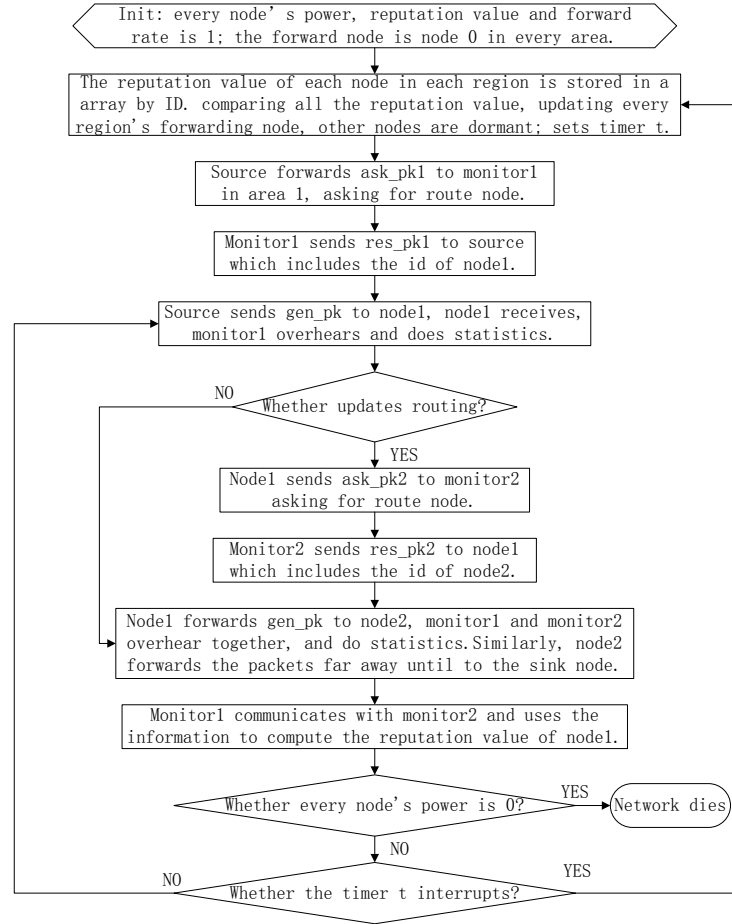 Init: every node’s power, reputation value and forward
rate is 1; the forward node is node 0 in every area.
The reputation value of each node in each region is stored in a
array by ID. comparing all the reputation value, updating every
region's forwarding node, other nodes are dormant; sets timer t.
Source forwards ask_pk1 to monitor1
in area 1, asking for route node.
Monitor1 sends res_pk1 to source
which includes the id of node1.
Source sends gen_pk to node1, node1 receives,
monitor1 overhears and does statistics.
NO
Whether updates routing?
YES
Node1 sends ask_pk2 to monitor2
asking for route node.
Monitor2 sends res_pk2 to node1
which includes the id of node2.
Node1 forwards gen_pk to node2, monitor1 and monitor2
overhear together, and do statistics.Similarly, node2
forwards the packets far away until to the sink node.
Monitor1 communicates with monitor2 and uses the
information to compute the reputation value of node1.
Whether every node's power is 0?
YES
Network dies
NO
NO
Whether the timer t interrupts?
YES